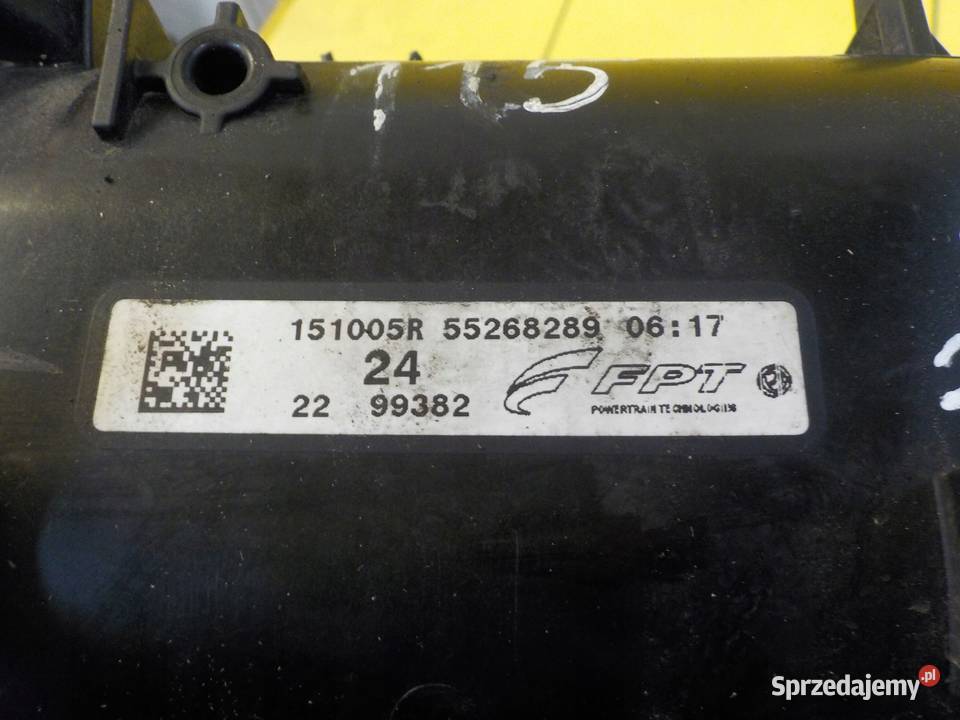 151005R 55268289 06:17
24
22 99382
FPT
POWERTRAIN TECHNOLOGIES
Sprzedajemy.pl